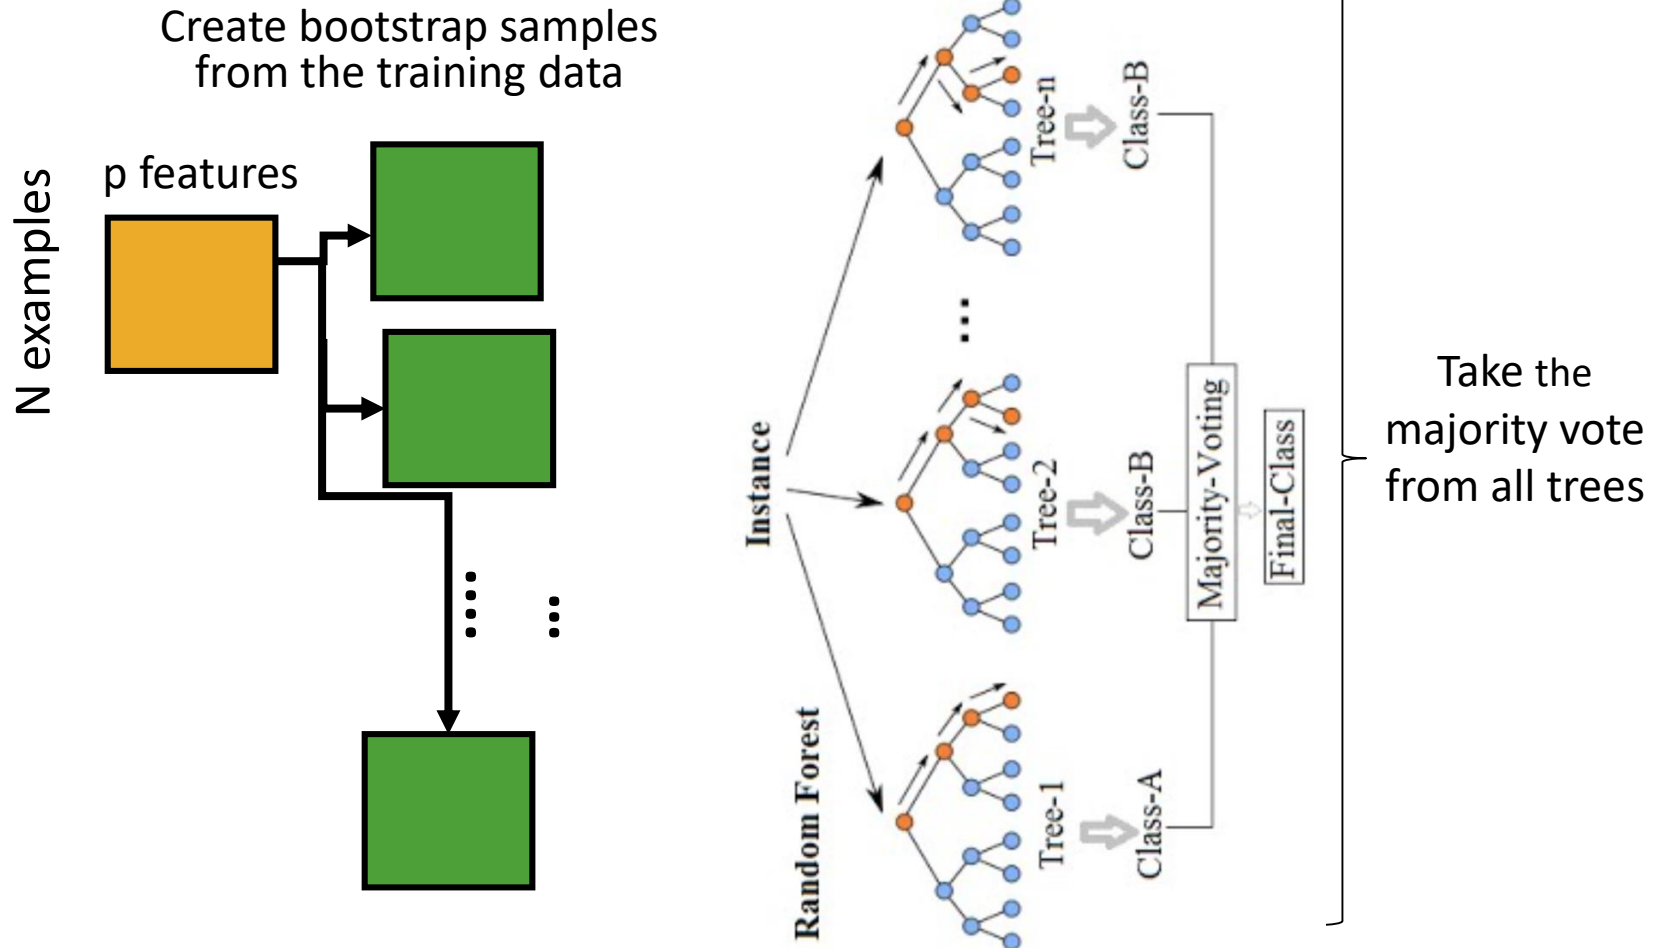 Create bootstrap samples
from the training data
p features
N examples
....
...
Random Forest
Instance
Tree-1
Tree-2
...
Tree-n
Class-A
Class-B
Class-B
Majority-Voting
Final-Class
Take the
majority vote
from all trees